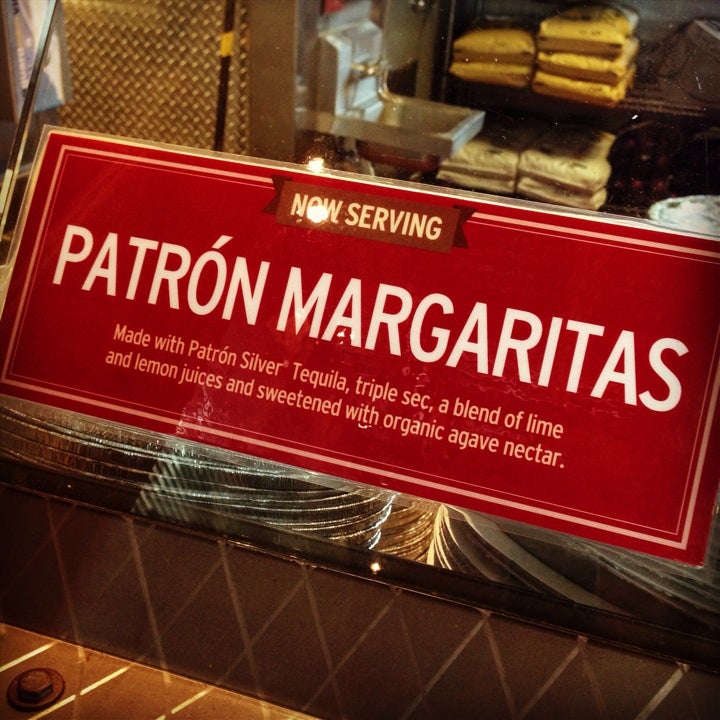 NOW SERVING
PATRÓN MARGARITAS
Made with Patrón Silver® Tequila, triple sec, a blend of lime
and lemon juices and sweetened with organic agave nectar.